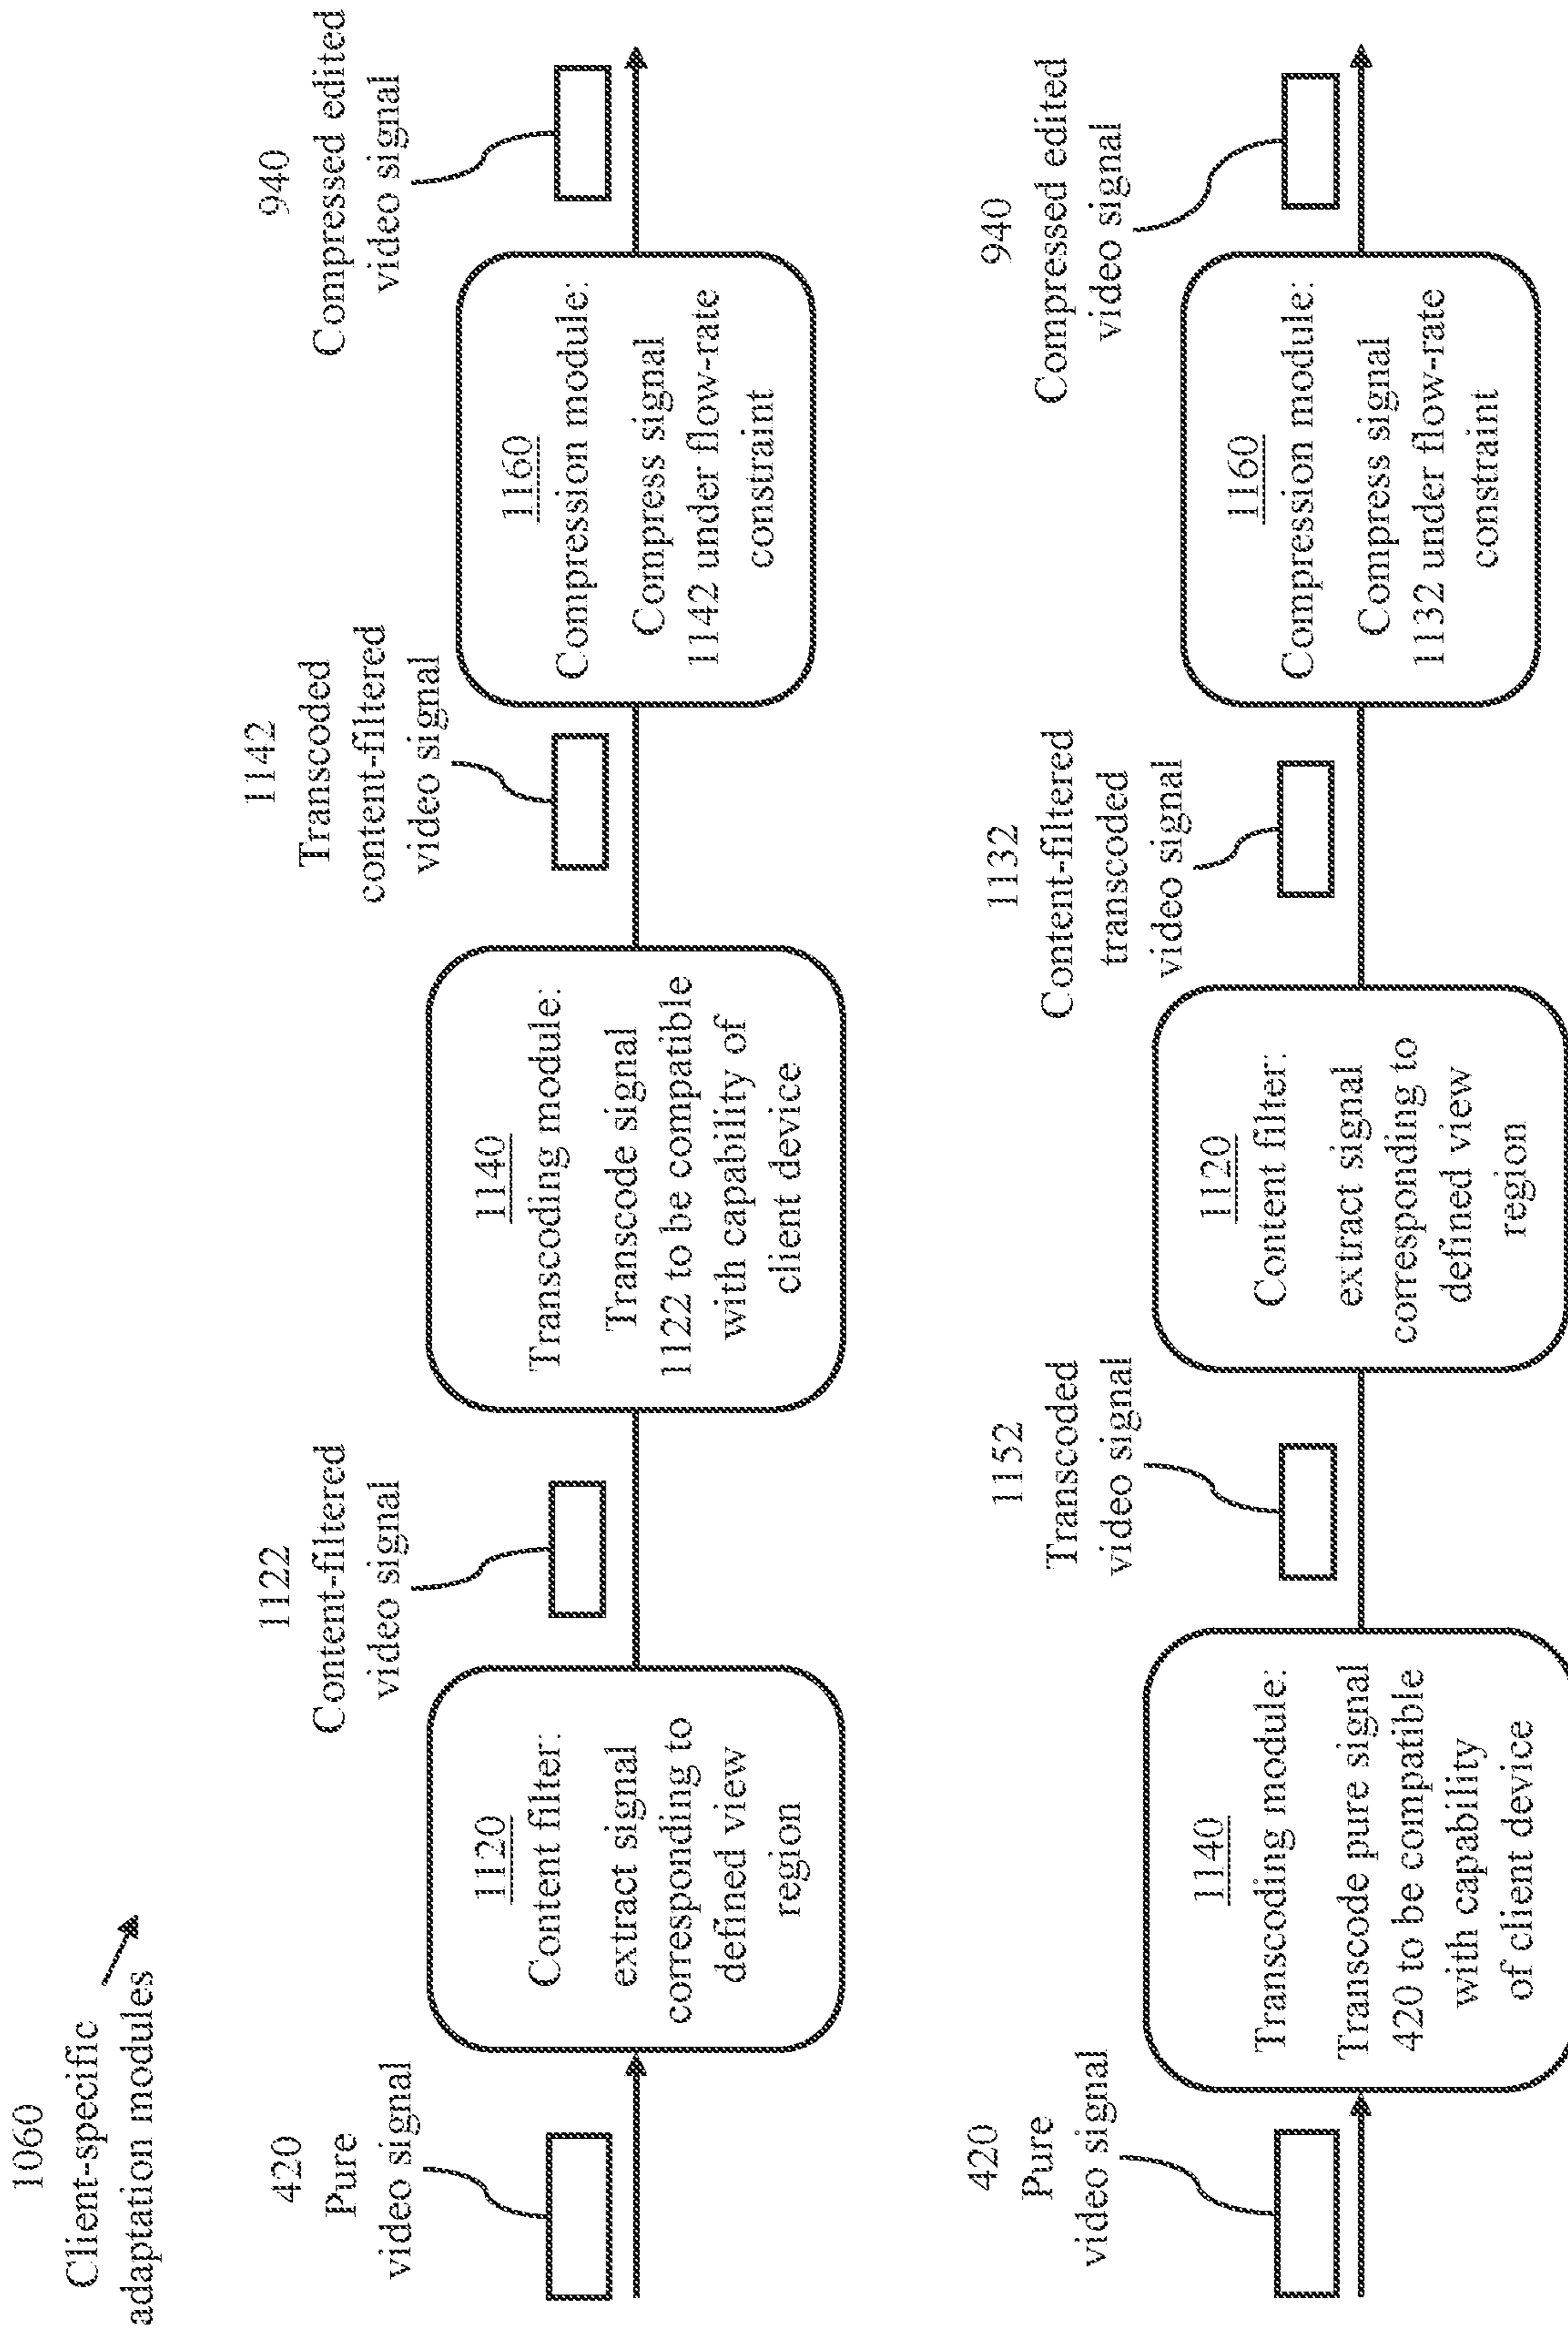 1060
Client-specific
adaptation modules
420
Pure
video signal
1120
Content filter:
extract signal
corresponding to
defined view
region
1122
Content-filtered
video signal
1140
Transcoding module:
Transcode signal
1122 to be compatible
with capability of
client device
1142
Transcoded
content-filtered
video signal
1160
Compression module:
Compress signal
1142 under flow-rate
constraint
940
Compressed edited
video signal
420
Pure
video signal
1140
Transcoding module:
Transcode pure signal
420 to be compatible
with capability
of client device
1152
Transcoded
video signal
1120
Content filter:
extract signal
corresponding to
defined view
region
1132
Content-filtered
transcoded
video signal
1160
Compression module:
Compress signal
1132 under flow-rate
constraint
940
Compressed edited
video signal